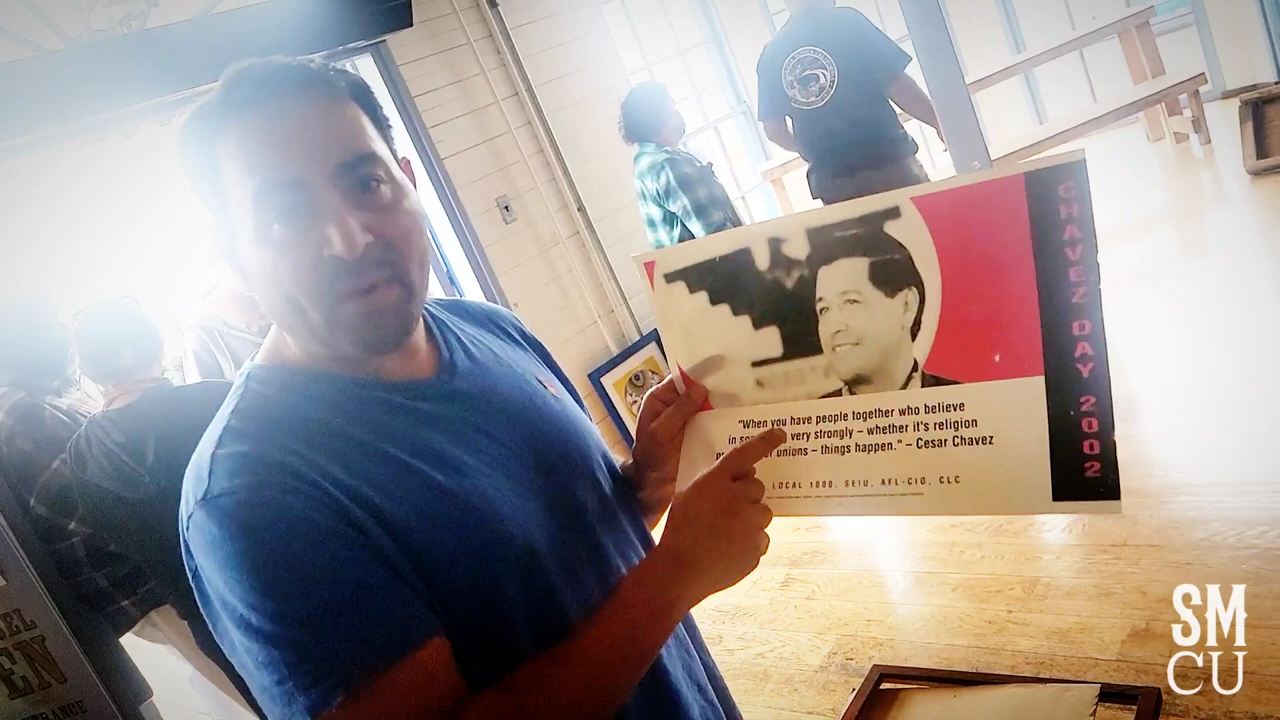 CHAVEZ DAY 2002
"When you have people together who believe
in very strongly – whether it's religion
unions – things happen." – Cesar Chavez
LOCAL 1000, SEIU, AFL-CIO, CLC
EN
SM
CU